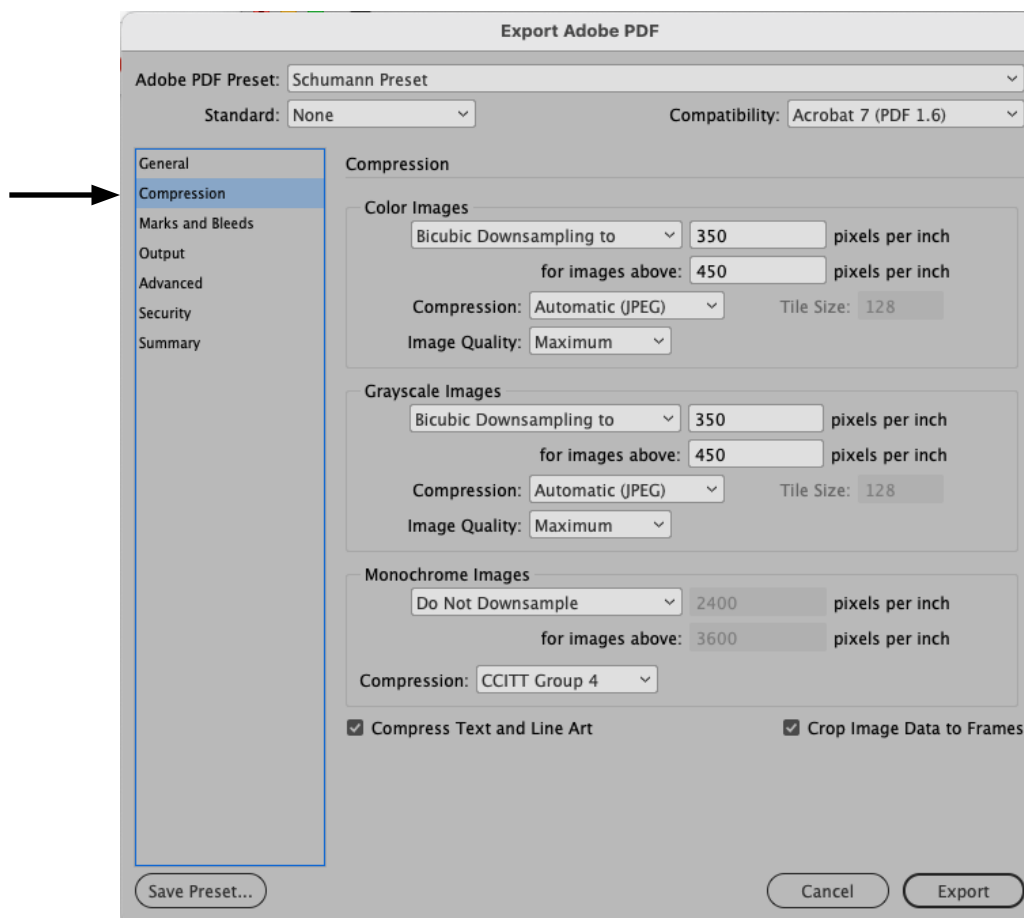 Export Adobe PDF
Adobe PDF Preset: Schumann Preset
Standard: None Compatibility: Acrobat 7 (PDF 1.6)
General
Compression
Marks and Bleeds
Output
Advanced
Security
Summary
Compression
Color Images
Bicubic Downsampling to 350 pixels per inch
for images above: 450 pixels per inch
Compression: Automatic (JPEG) Tile Size: 128
Image Quality: Maximum
Grayscale Images
Bicubic Downsampling to 350 pixels per inch
for images above: 450 pixels per inch
Compression: Automatic (JPEG) Tile Size: 128
Image Quality: Maximum
Monochrome Images
Do Not Downsample 2400 pixels per inch
for images above: 3600 pixels per inch
Compression: CCITT Group 4
Compress Text and Line Art Crop Image Data to Frames
Save Preset... Cancel Export